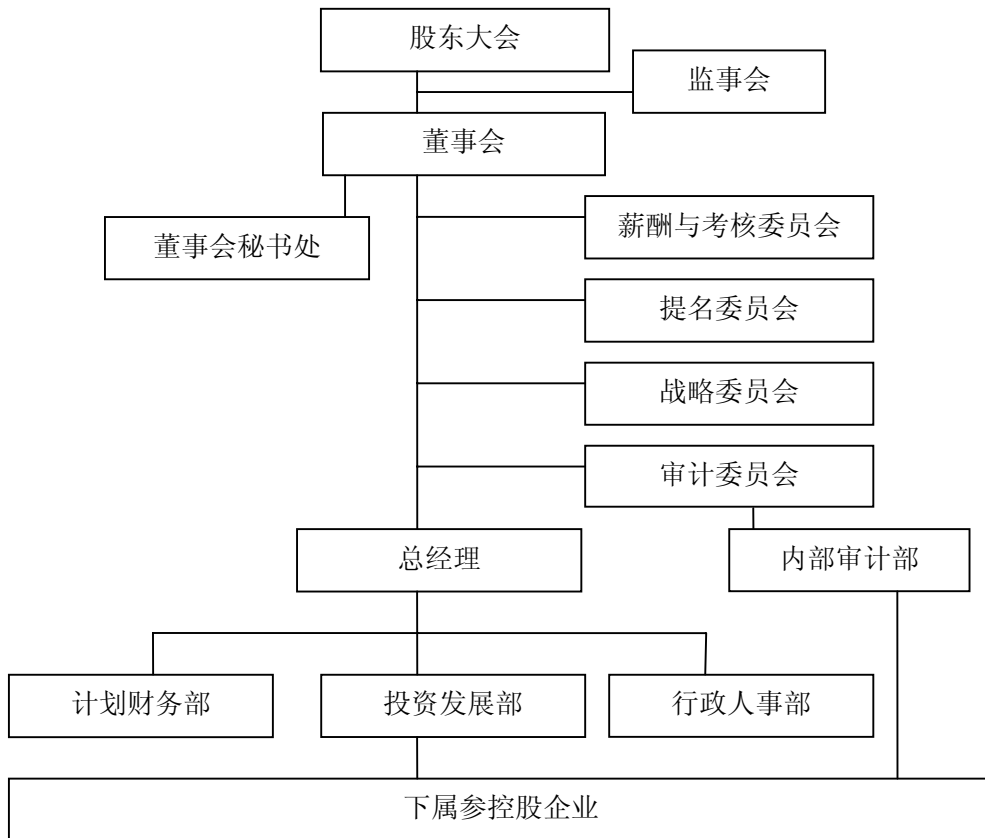 股东大会
监事会
董事会
董事会秘书处
薪酬与考核委员会
提名委员会
战略委员会
审计委员会
总经理
内部审计部
计划财务部
投资发展部
行政人事部
下属参控股企业